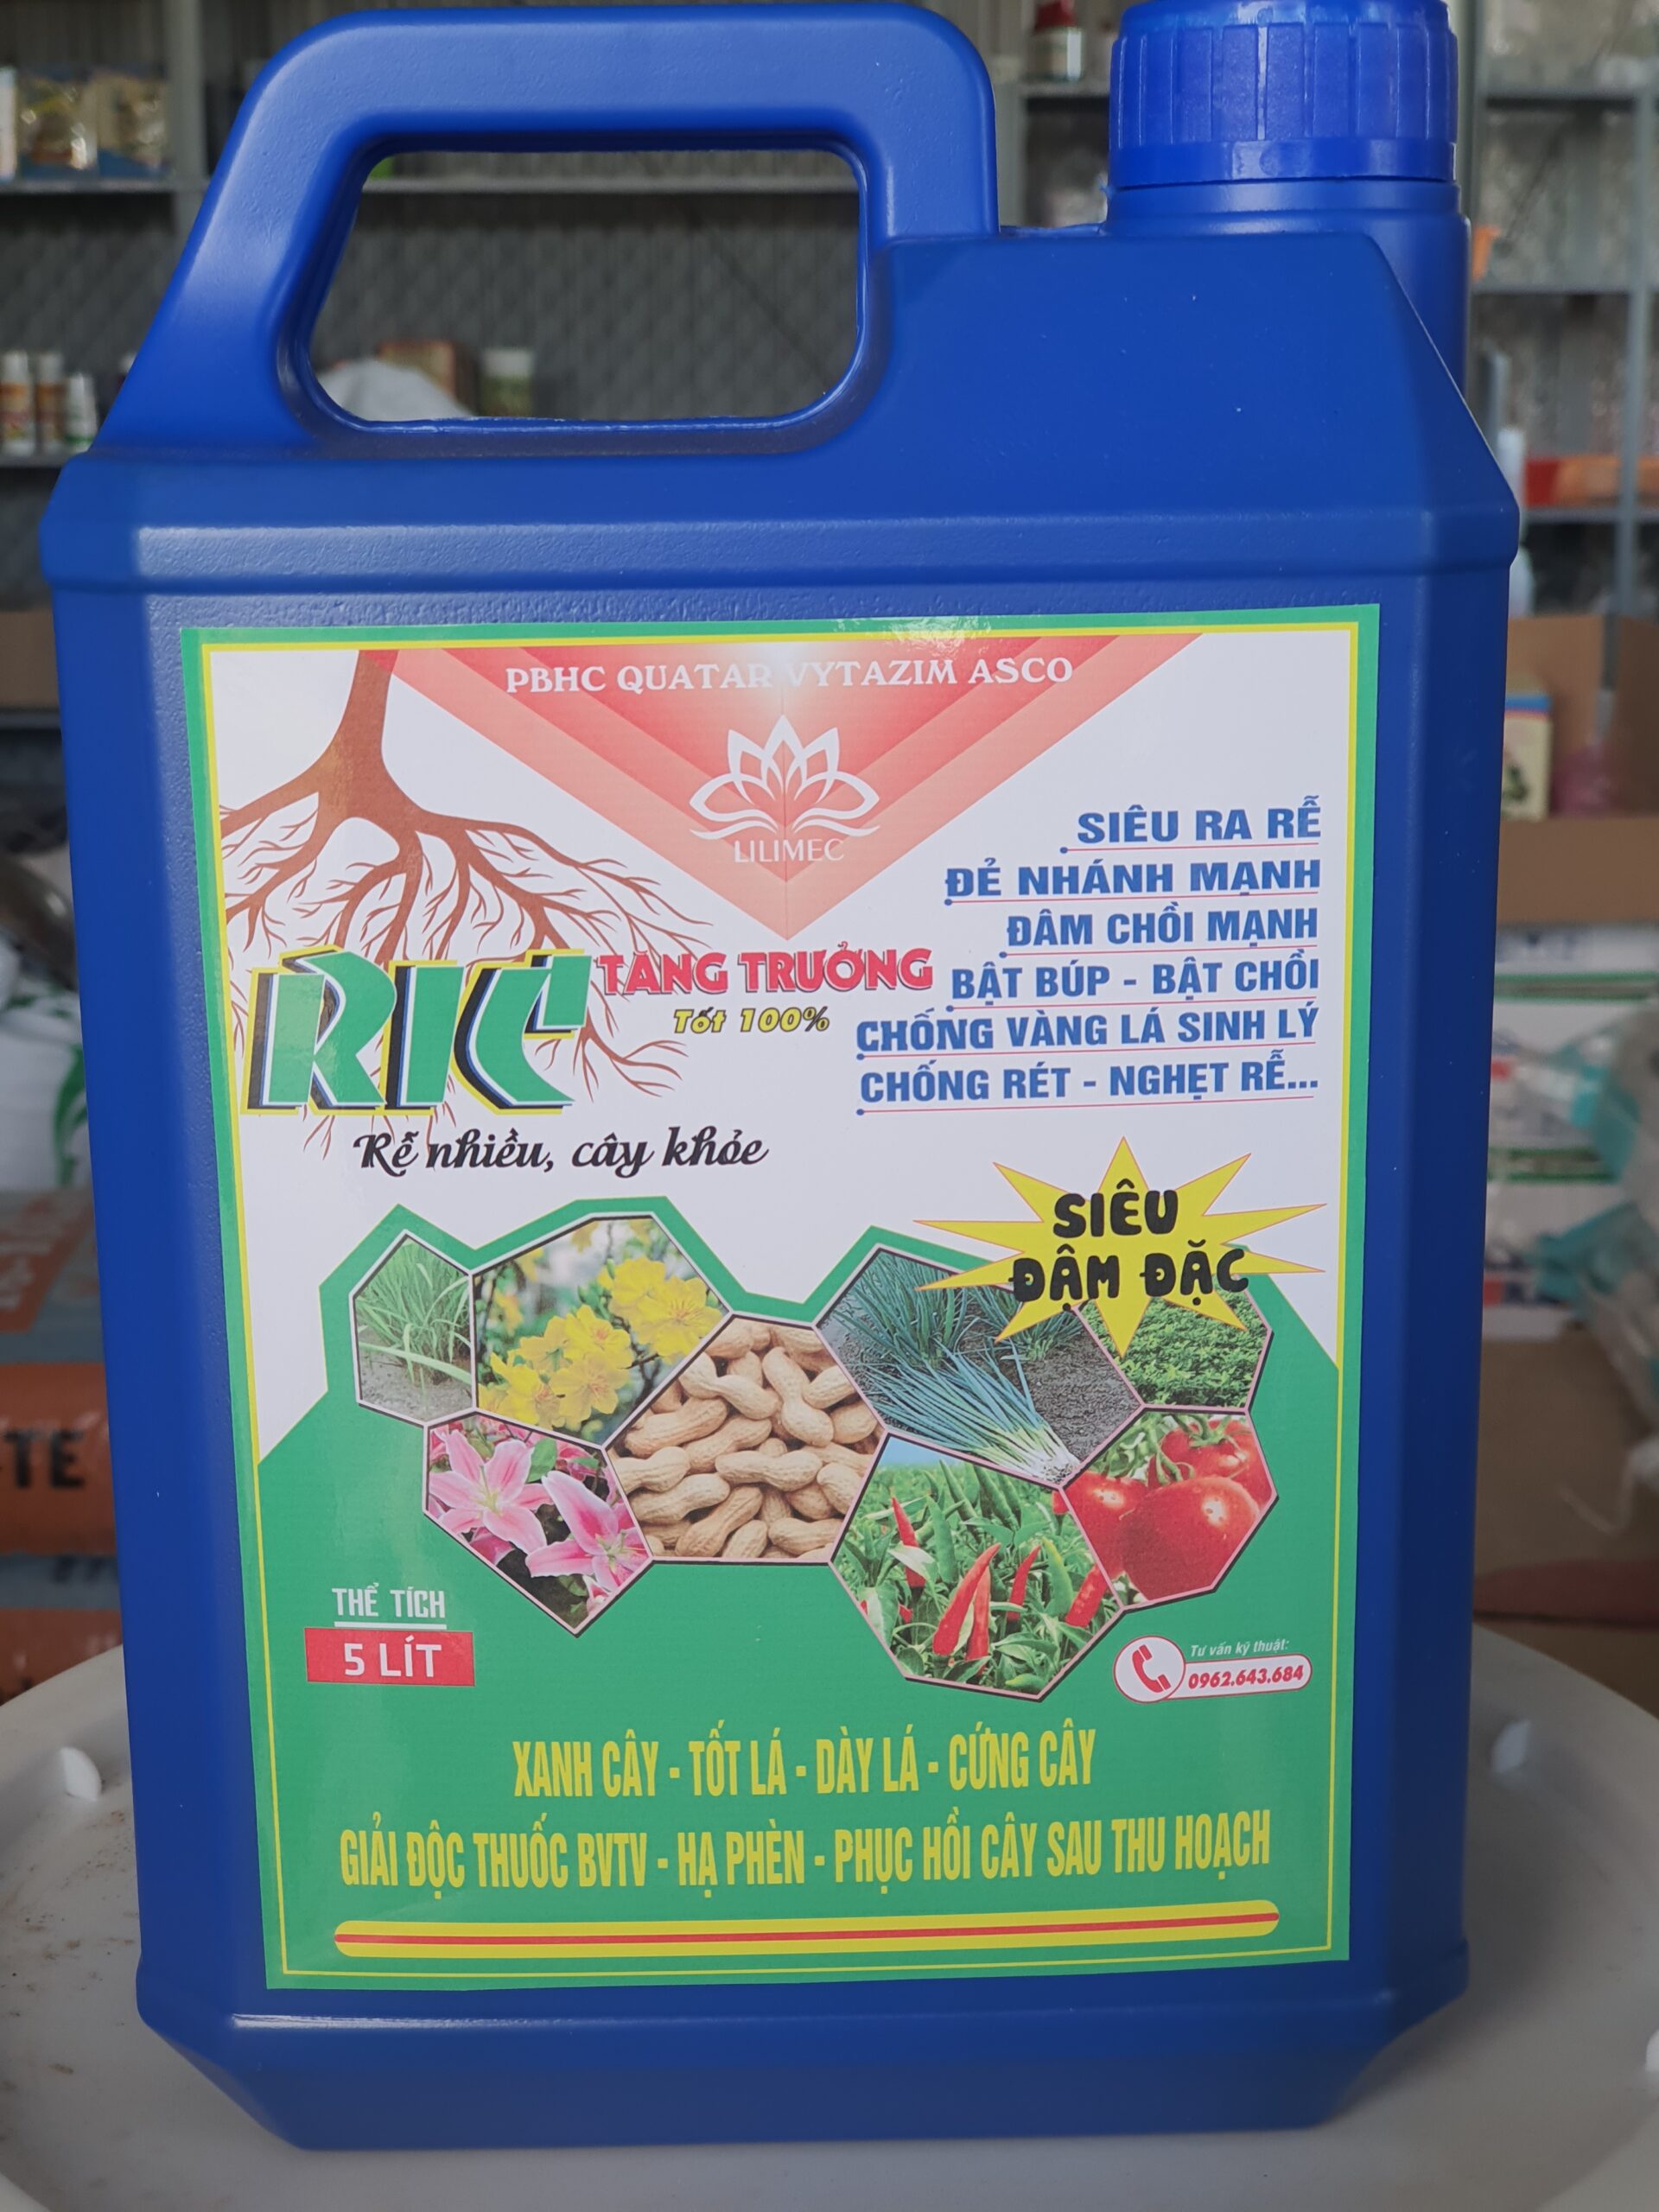 PBHC QUATAR VYTAZIM ASCO
LILIMEC
SIÊU RA RỄ
ĐẺ NHÁNH MẠNH
ĐÂM CHỒI MẠNH
BẬT BÚP - BẬT CHỒI
CHỐNG VÀNG LÁ SINH LÝ
CHỐNG RÉT - NGHẸT RỄ...
RIC TĂNG TRƯỞNG
Tốt 100%
Rễ nhiều, cây khỏe
SIÊU
ĐẬM ĐẶC
THỂ TÍCH
5 LÍT
Tư vấn kỹ thuật:
0962.643.684
XANH CÂY - TỐT LÁ - DÀY LÁ - CỨNG CÂY
GIẢI ĐỘC THUỐC BVTV - HẠ PHÈN - PHỤC HỒI CÂY SAU THU HOẠCH